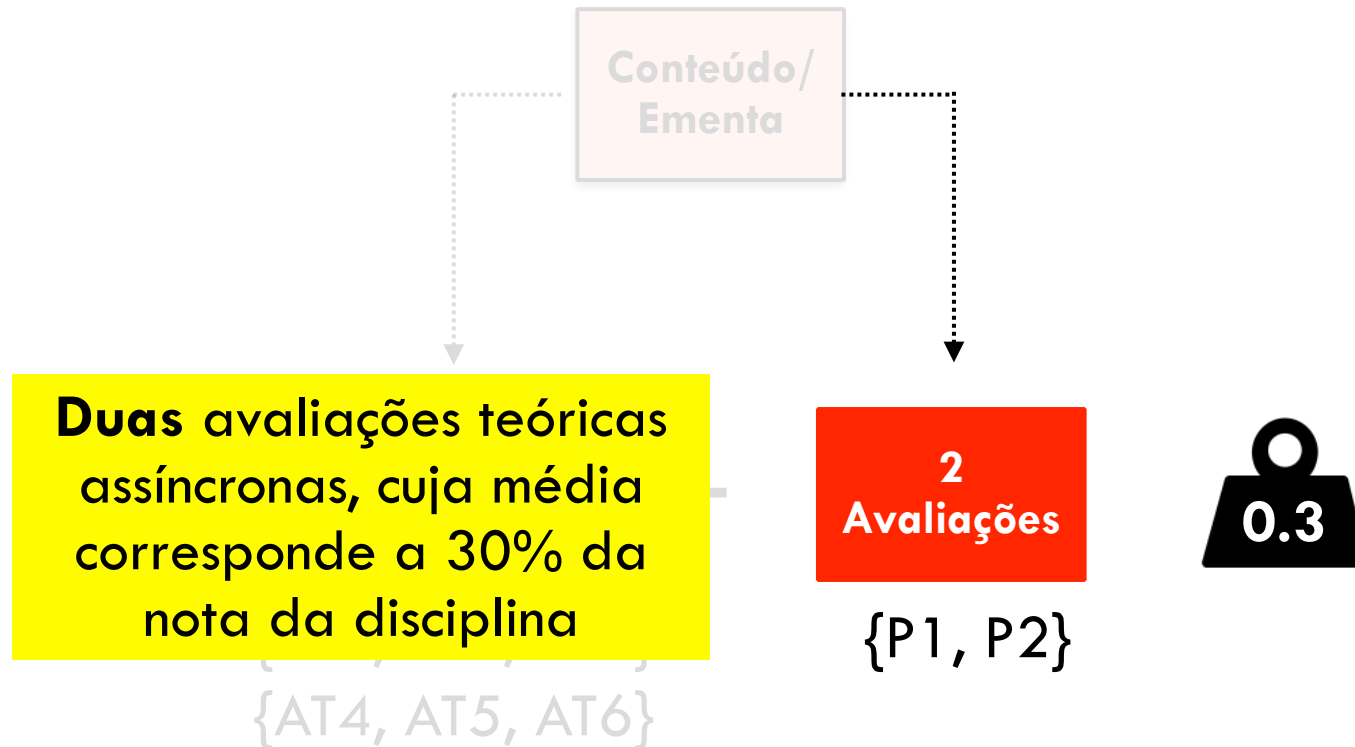 Conteúdo/
Ementa
Duas avaliações teóricas
assíncronas, cuja média
corresponde a 30% da
nota da disciplina
{AT4, AT5, AT6}
2
Avaliações
{P1, P2}
0.3